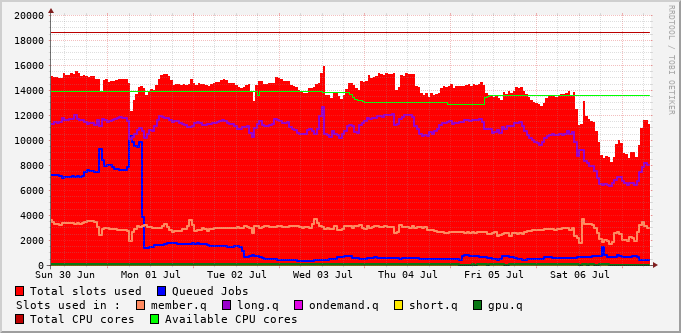 20000
18000
16000
14000
12000
10000
8000
6000
4000
2000
0
Sun 30 Jun Mon 01 Jul Tue 02 Jul Wed 03 Jul Thu 04 Jul Fri 05 Jul Sat 06 Jul
Total slots used Queued Jobs
Slots used in : member.q long.q ondemand.q short.q gpu.q
Total CPU cores Available CPU cores
RRDTOOL / TOBI OETIKER